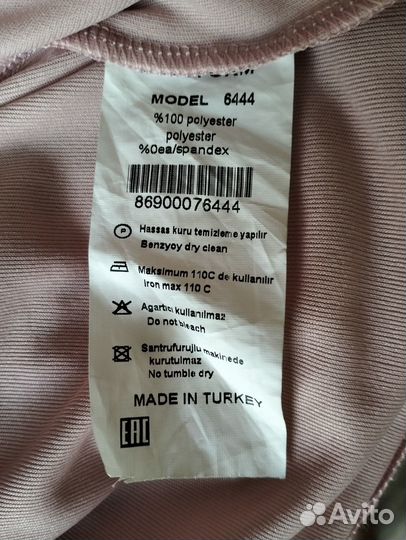 MODEL 6444
%100 polyester
polyester
%0ea/spandex
86900076444
P Hassas kuru temizleme yapılır
Benzyoy dry clean
Maksimum 110C de kullanılır
Iron max 110 C
Agartıcı kullanılmaz
Do not bleach
Santrufurujlu makinede
kurutulmaz
No tumble dry
MADE IN TURKEY
EAC
Avito